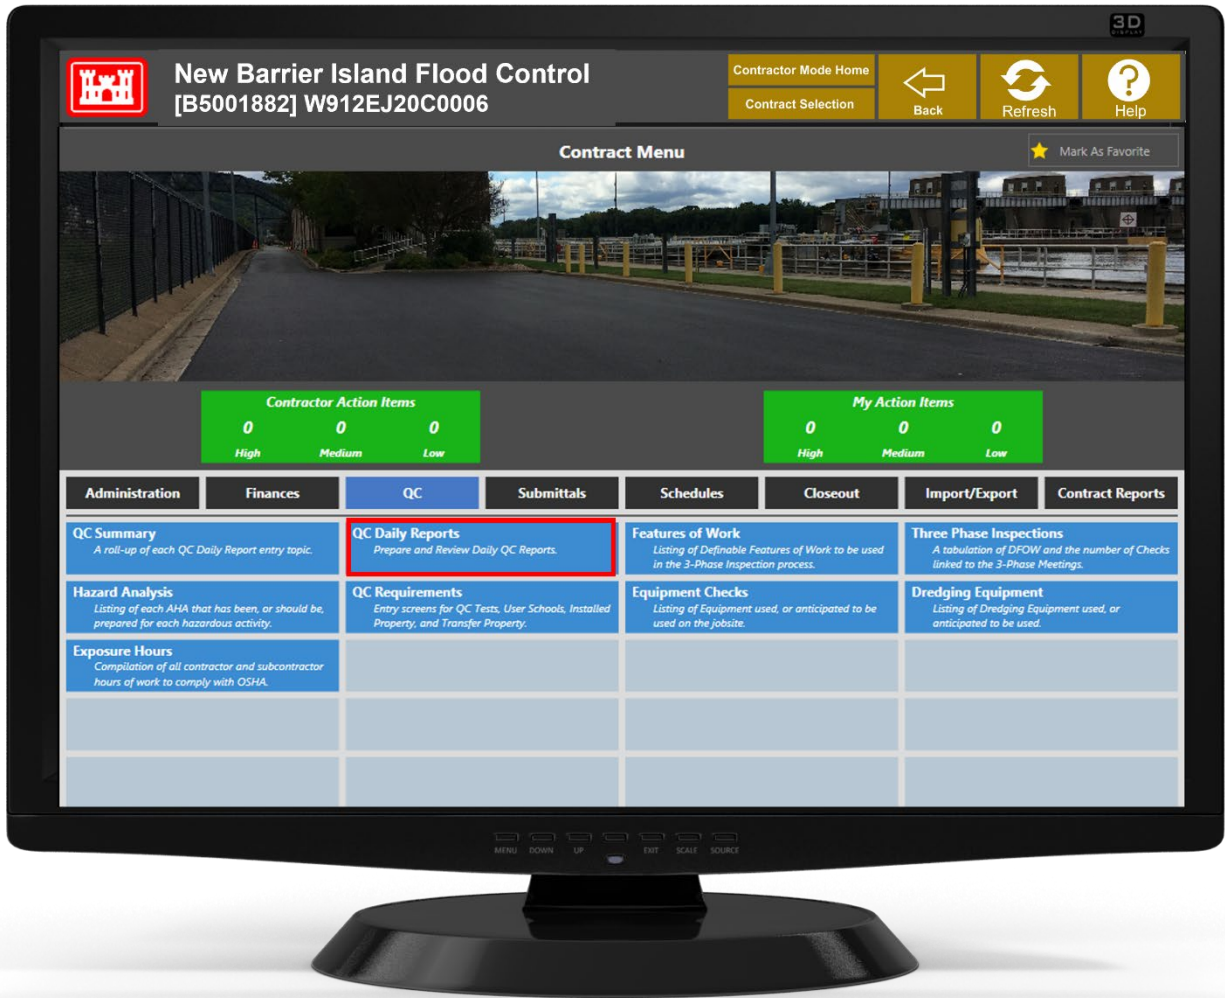 3D
DISPLAY
New Barrier Island Flood Control
[B5001882] W912EJ20C0006
Contractor Mode Home
Contract Selection
Back
Refresh
Help
Contract Menu
Mark As Favorite
Contractor Action Items
0 0 0
High Medium Low
My Action Items
0 0 0
High Medium Low
Administration Finances QC Submittals Schedules Closeout Import/Export Contract Reports
QC Summary
A roll-up of each QC Daily Report entry topic.
QC Daily Reports
Prepare and Review Daily QC Reports.
Features of Work
Listing of Definable Features of Work to be used
in the 3-Phase Inspection process.
Three Phase Inspections
A tabulation of DFOW and the number of Checks
linked to the 3-Phase Meetings.
Hazard Analysis
Listing of each AHA that has been, or should be,
prepared for each hazardous activity.
QC Requirements
Entry screens for QC Tests, User Schools, Installed
Property, and Transfer Property.
Equipment Checks
Listing of Equipment used, or anticipated to be
used on the jobsite.
Dredging Equipment
Listing of Dredging Equipment used, or
anticipated to be used.
Exposure Hours
Compilation of all contractor and subcontractor
hours of work to comply with OSHA.
MENU DOWN UP EXIT SCALE SOURCE